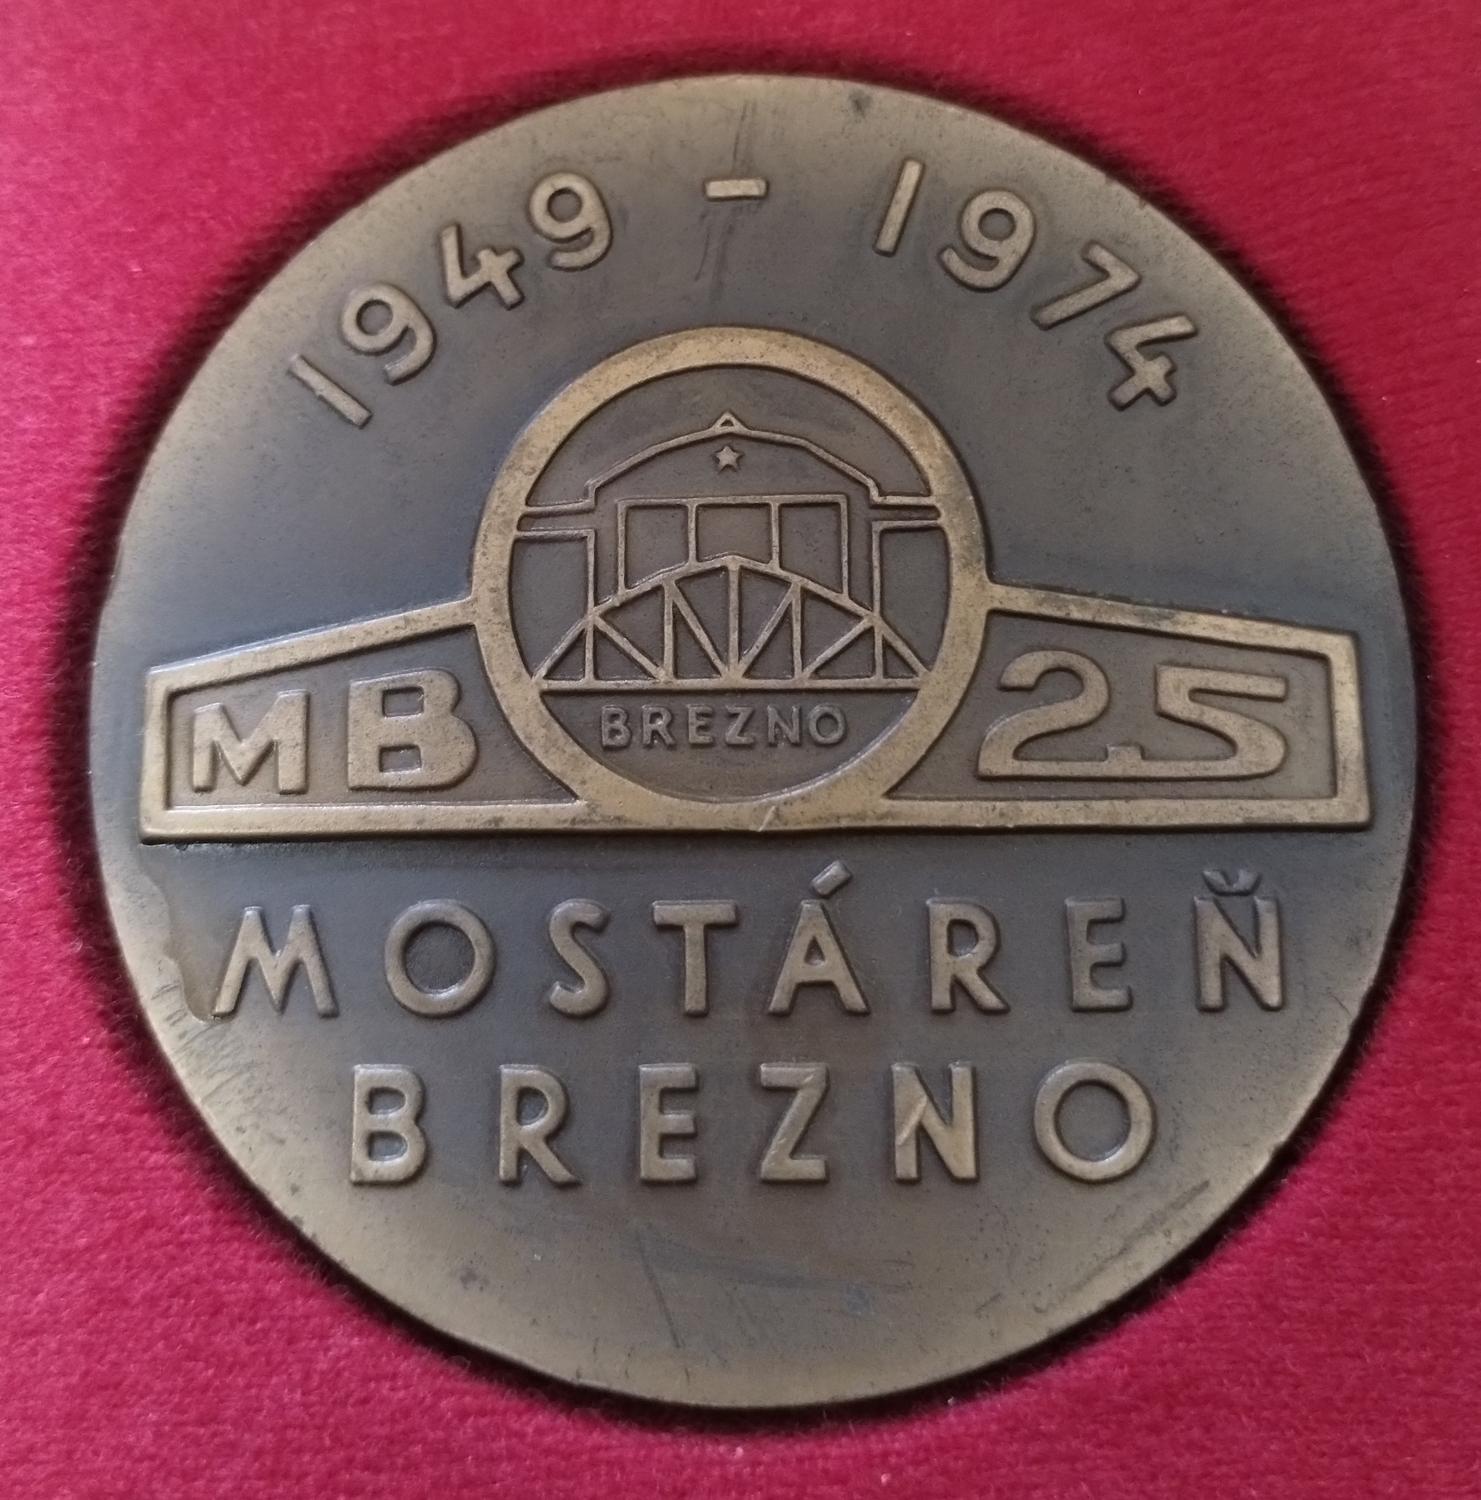 1949 - 1974
BREZNO
MB 25
MOSTÁREŇ
BREZNO